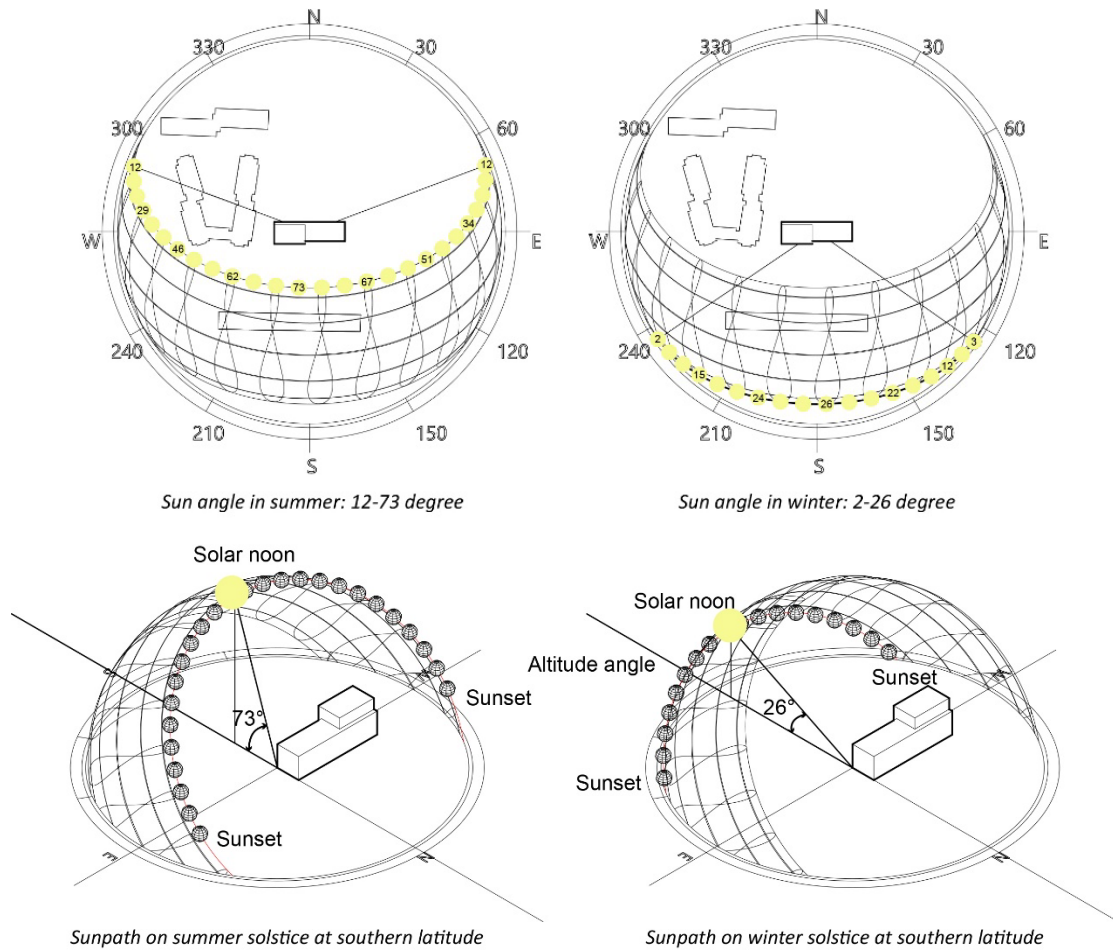 N
330
30
300
60
12
12
29
34
W
E
46
51
62
73
67
240
120
210
150
S
Sun angle in summer: 12-73 degree
N
330
30
300
60
W
E
2
3
240
120
15
12
24
26
22
210
150
S
Sun angle in winter: 2-26 degree
Solar noon
73°
Sunset
Sunset
E
N
Sunpath on summer solstice at southern latitude
Solar noon
Altitude angle
Sunset
26°
Sunset
E
N
Sunpath on winter solstice at southern latitude